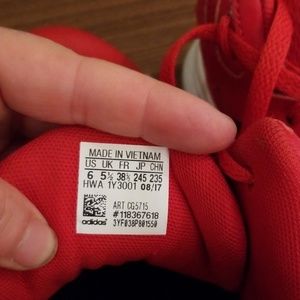 MADE IN VIETNAM
US UK FR JP CHN
6 5½ 38⅔ 245 235
HWA 1Y3001 08/17
ART CG5715
#118367618
adidas 3YF038P801550